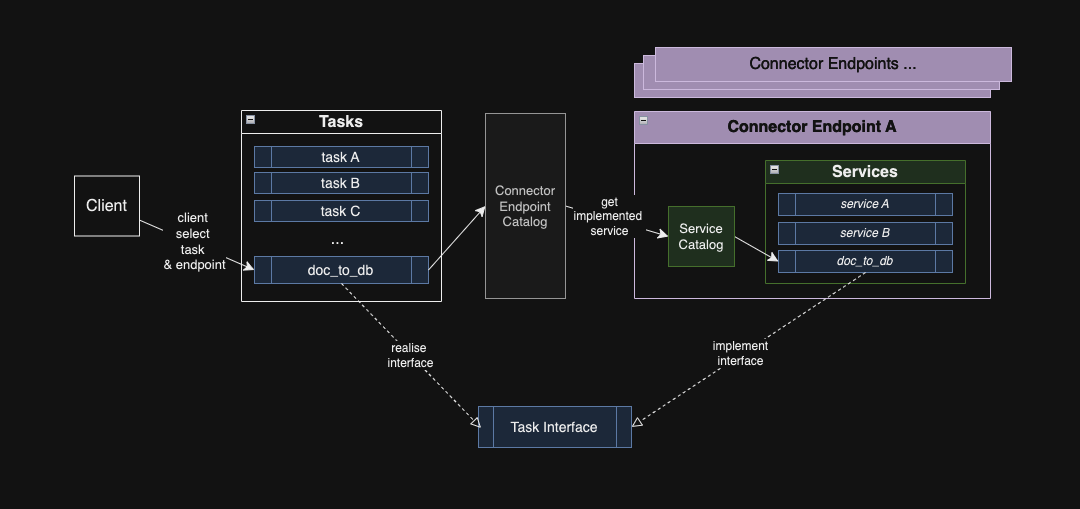 Connector Endpoints ...
Tasks
task A
task B
task C
...
doc_to_db
Client
client
select
task
& endpoint
Connector
Endpoint
Catalog
get
implemented
service
Connector Endpoint A
Service
Catalog
Services
service A
service B
doc_to_db
realise
interface
implement
interface
Task Interface